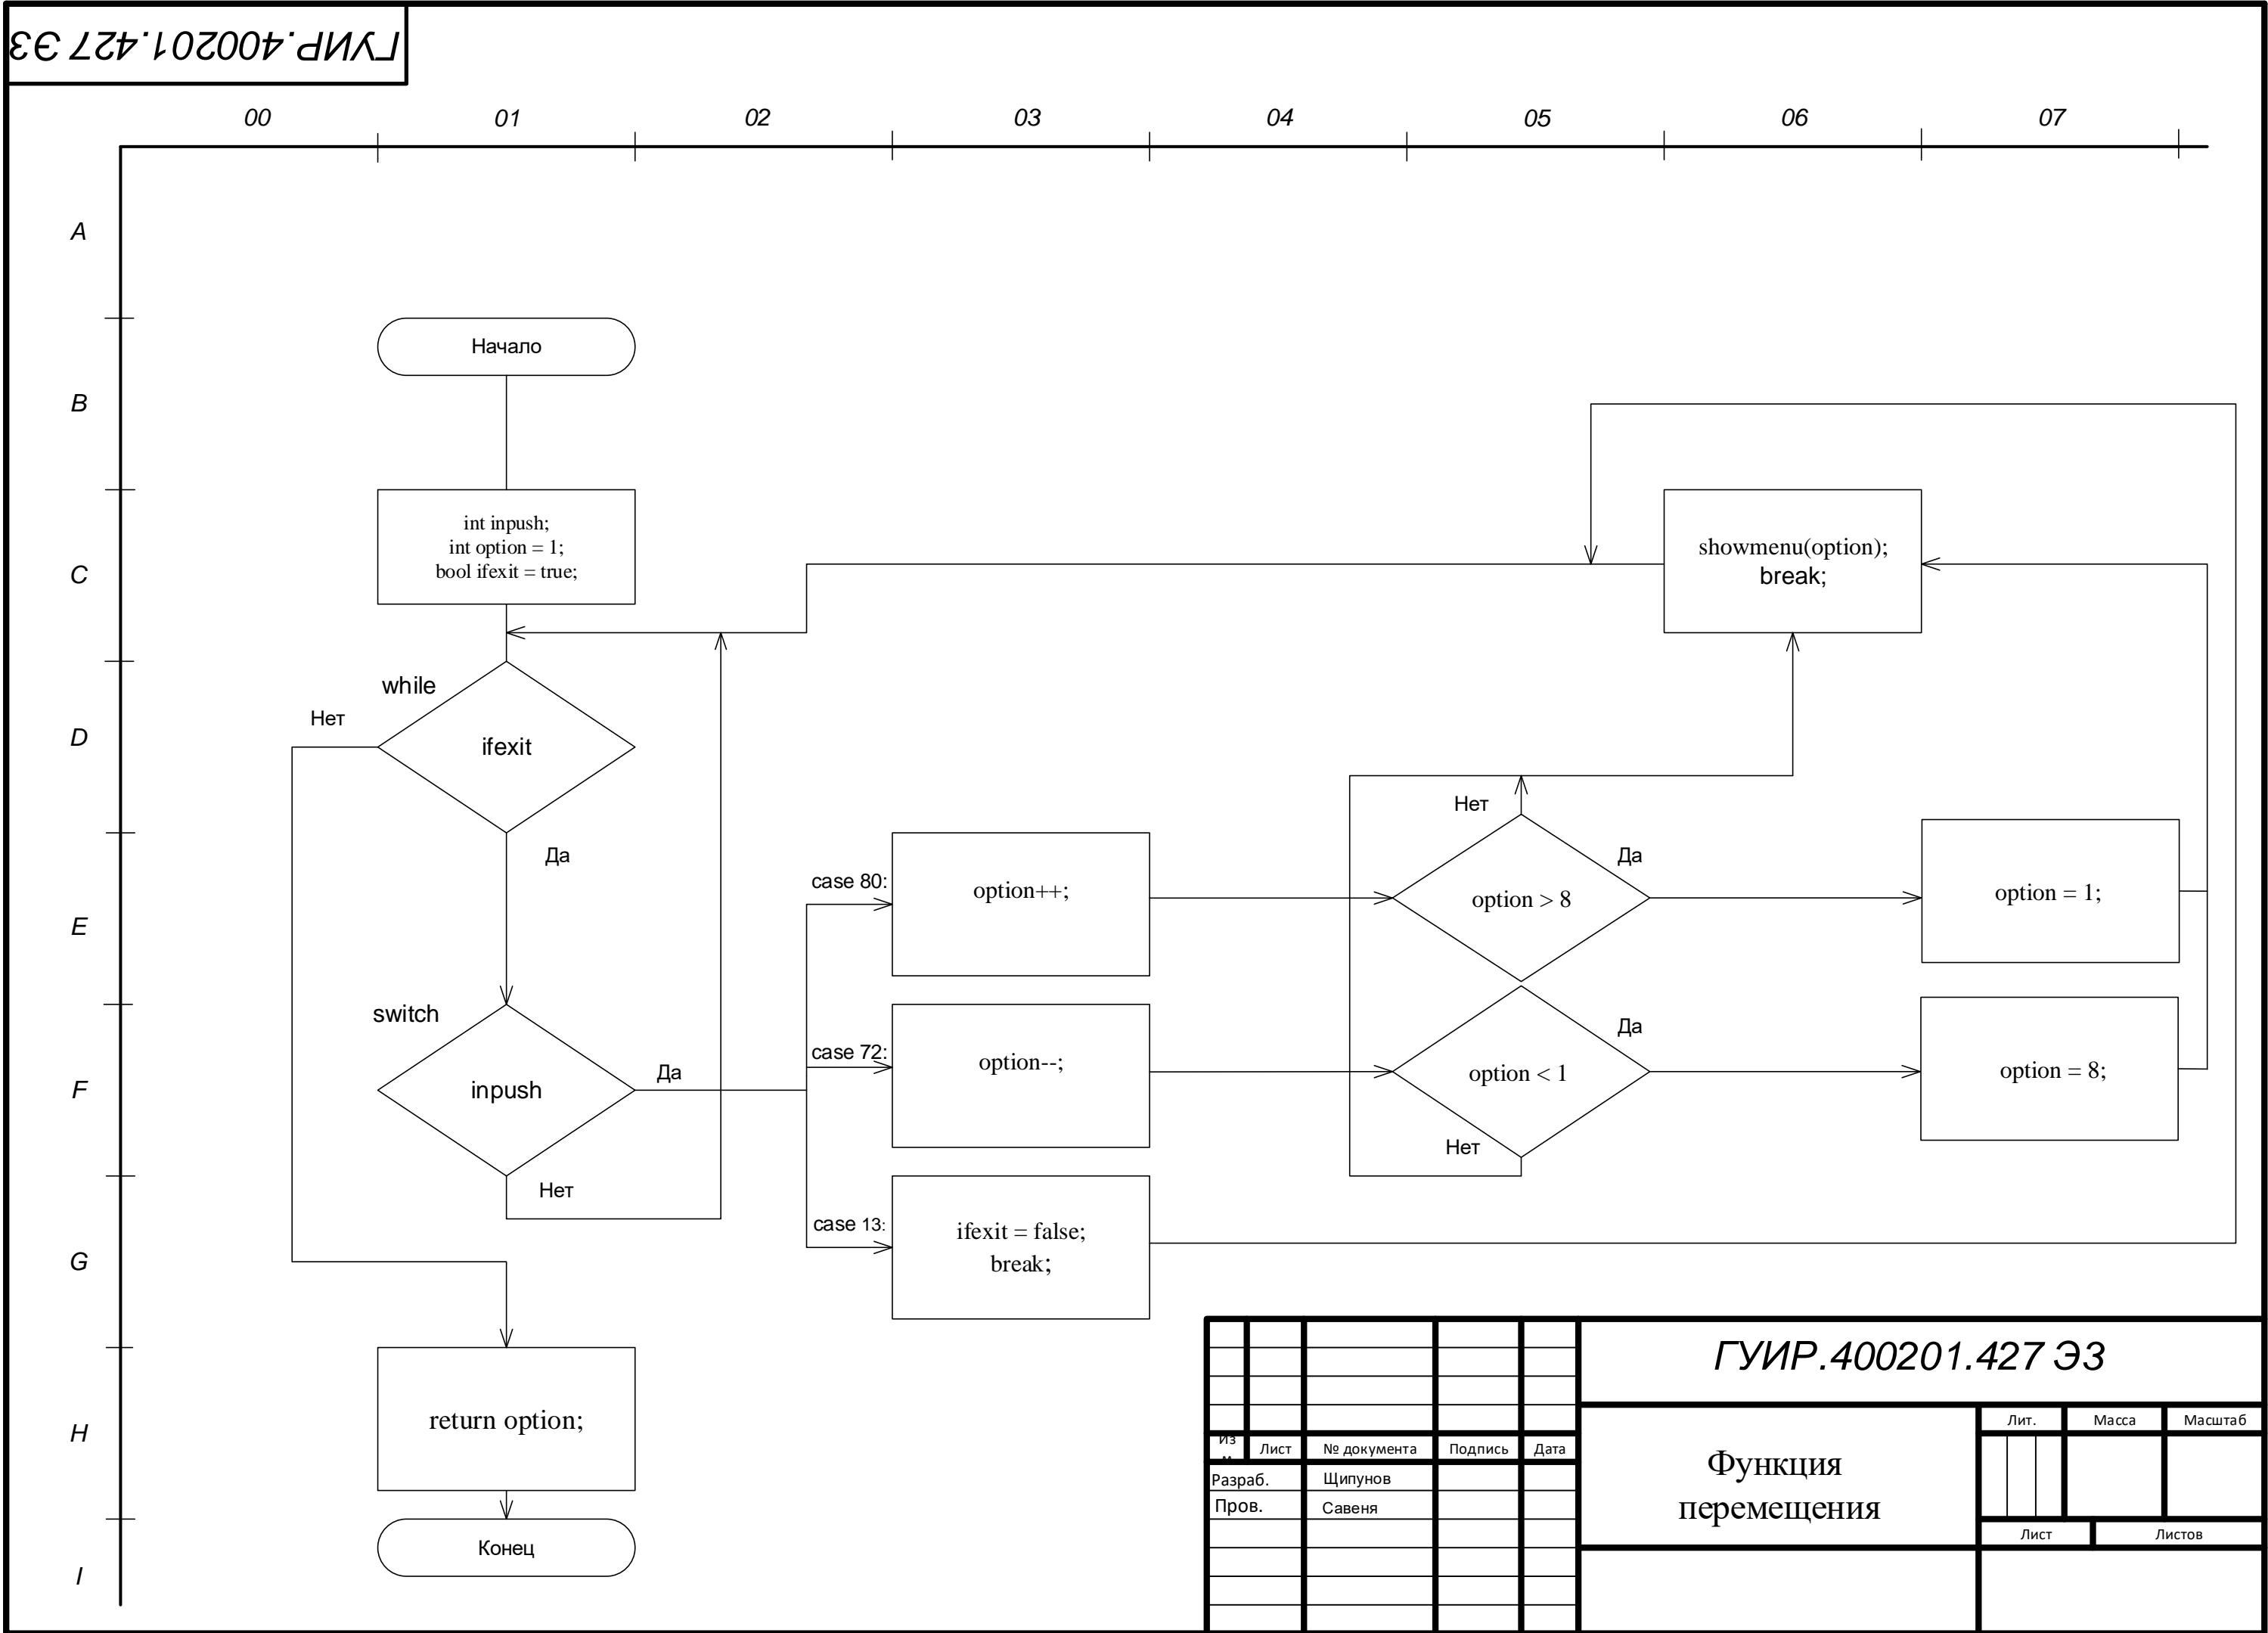 ГУИР.400201.427 ЭЗ
00 01 02 03 04 05 06 07
A
B
C
D
E
F
G
H
I
Начало
int inpush;
int option = 1;
bool ifexit = true;
while
Нет
ifexit
Да
switch
inpush
Да
Нет
return option;
Конец
case 80:
option++;
case 72:
option--;
case 13:
ifexit = false;
break;
showmenu(option);
break;
Нет
option > 8
Да
option = 1;
option < 1
Да
Нет
option = 8;
ГУИР.400201.427 ЭЗ
Функция
перемещения
Лит. Масса Масштаб
Лист Листов
Из
Лист № документа Подпись Дата
Разраб. Щипунов
Пров. Савеня